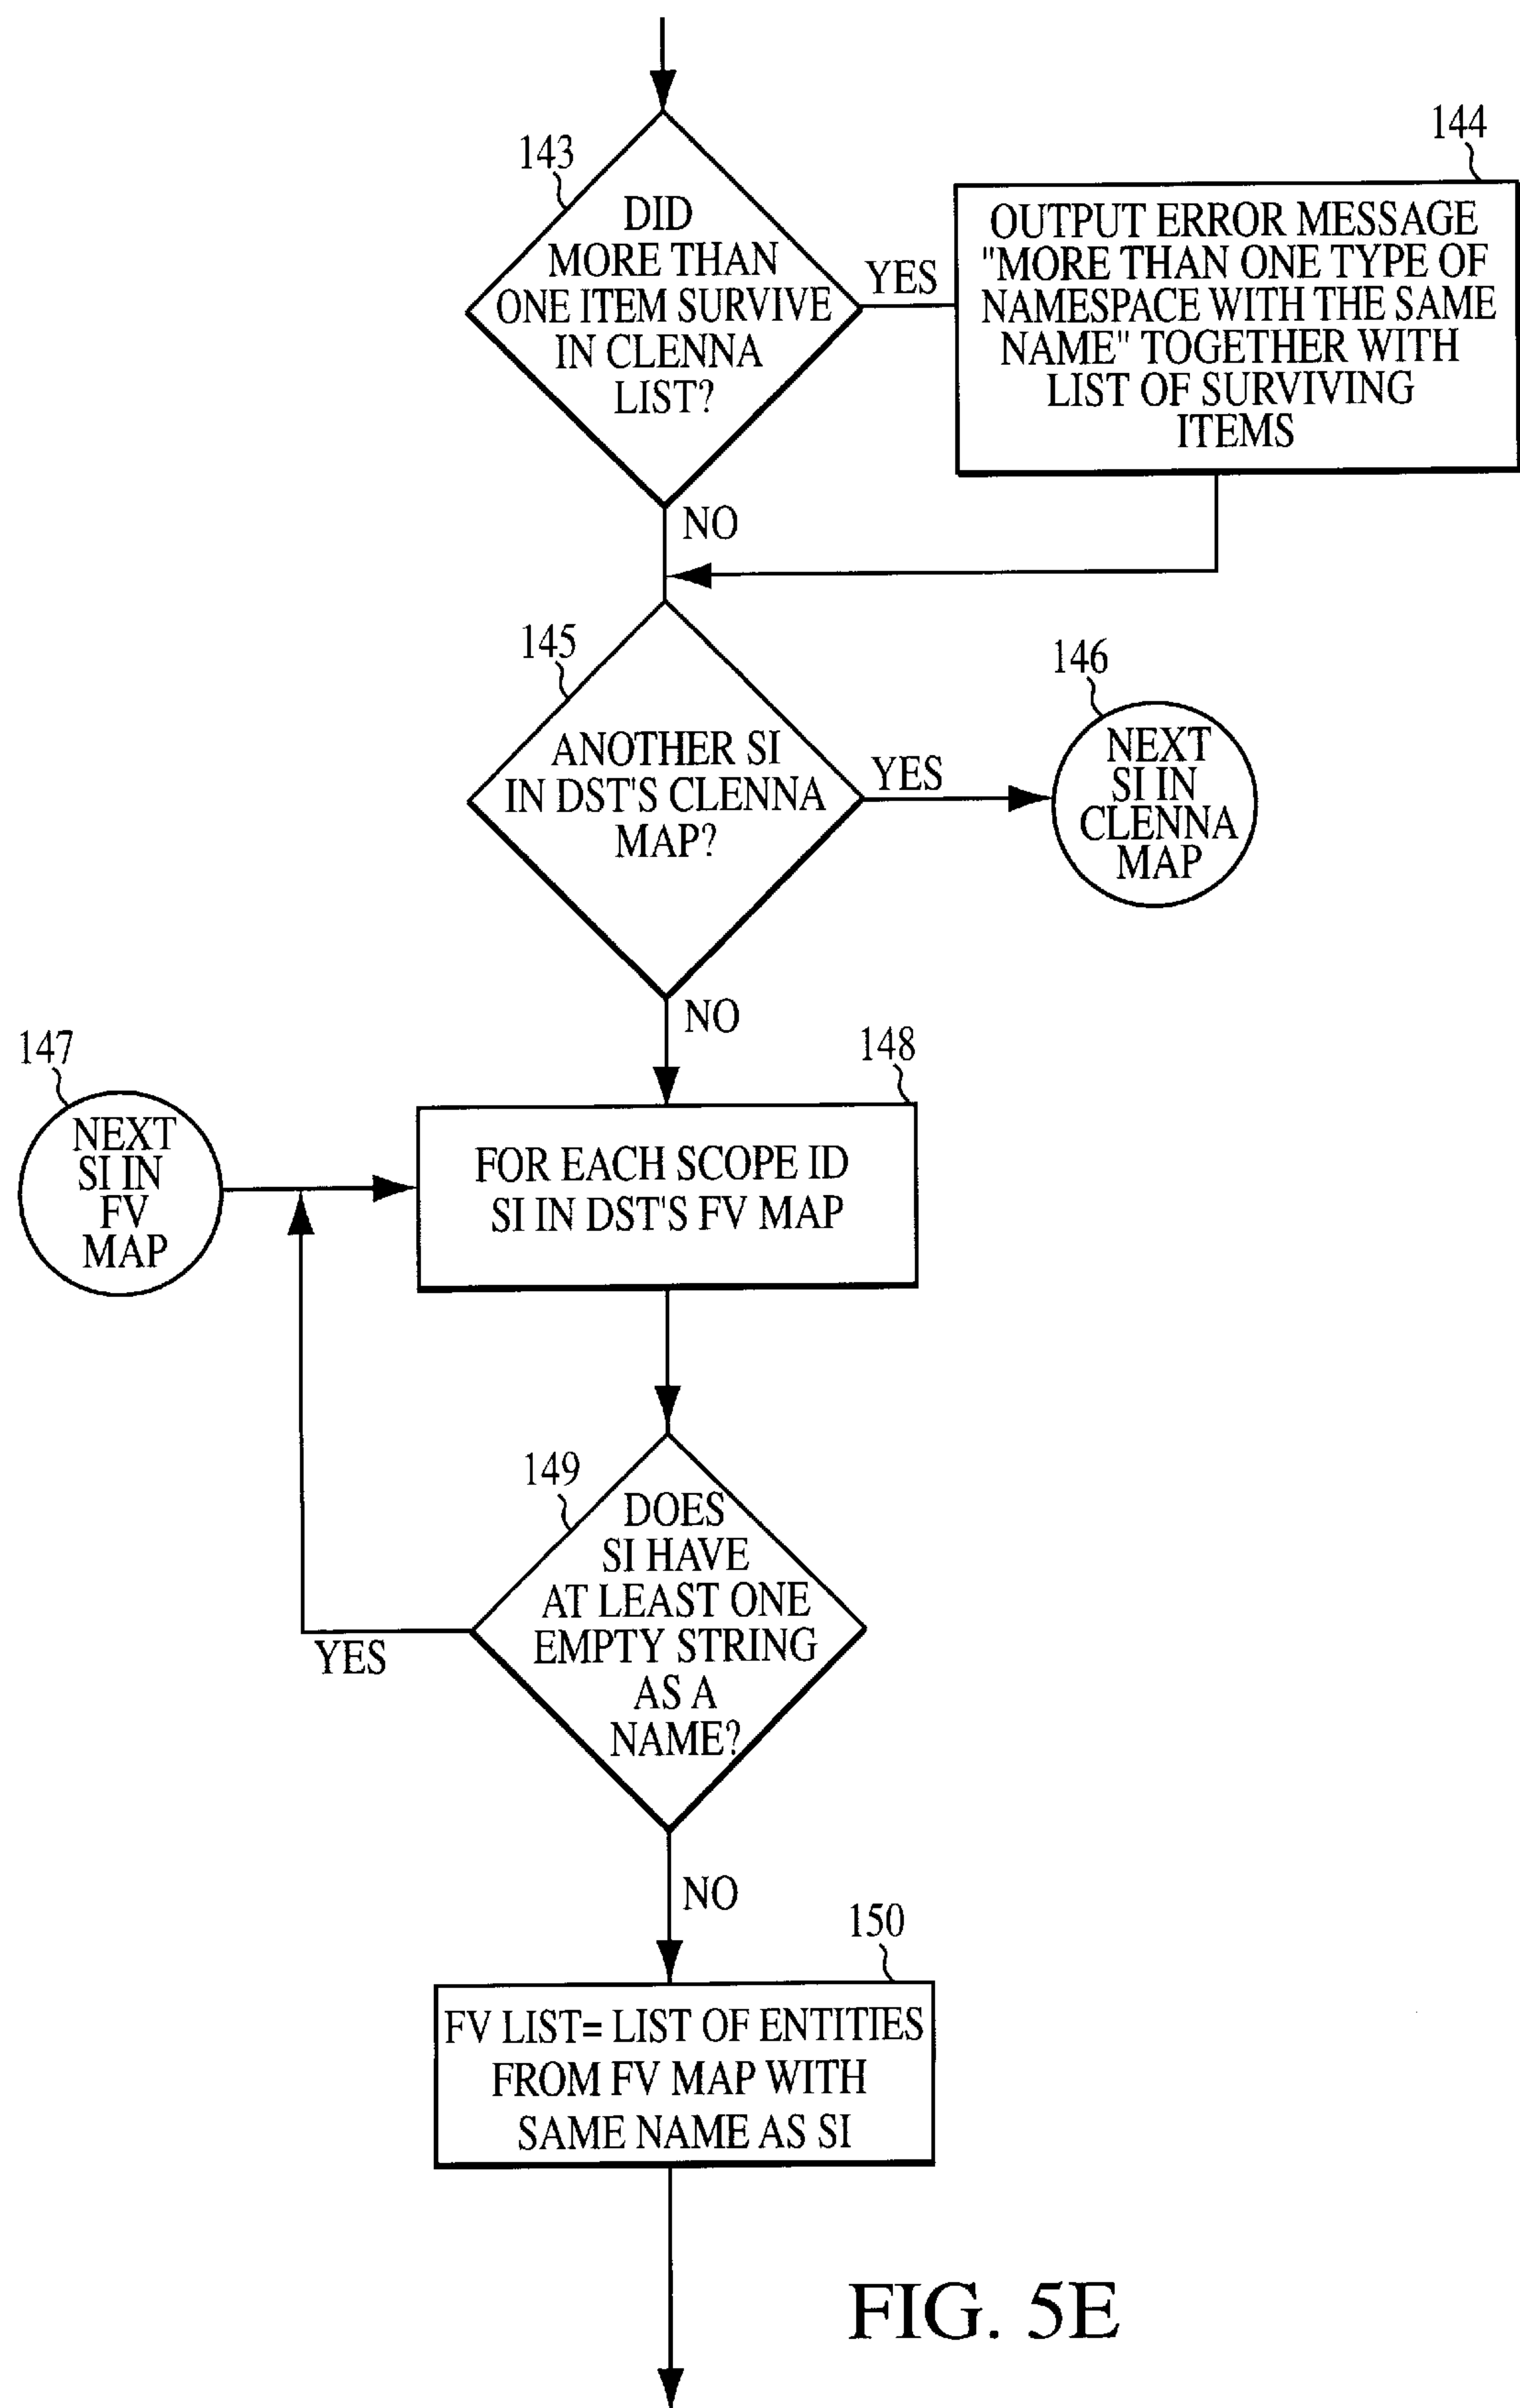 143
DID
MORE THAN
ONE ITEM SURVIVE
IN CLENNA
LIST?
YES
144
OUTPUT ERROR MESSAGE
"MORE THAN ONE TYPE OF
NAMESPACE WITH THE SAME
NAME" TOGETHER WITH
LIST OF SURVIVING
ITEMS
NO
145
ANOTHER SI
IN DST'S CLENNA
MAP?
YES
146
NEXT
SI IN
CLENNA
MAP
NO
147
NEXT
SI IN
FV
MAP
148
FOR EACH SCOPE ID
SI IN DST'S FV MAP
149
DOES
SI HAVE
AT LEAST ONE
EMPTY STRING
AS A
NAME?
YES
NO
150
FV LIST= LIST OF ENTITIES
FROM FV MAP WITH
SAME NAME AS SI
FIG. 5E